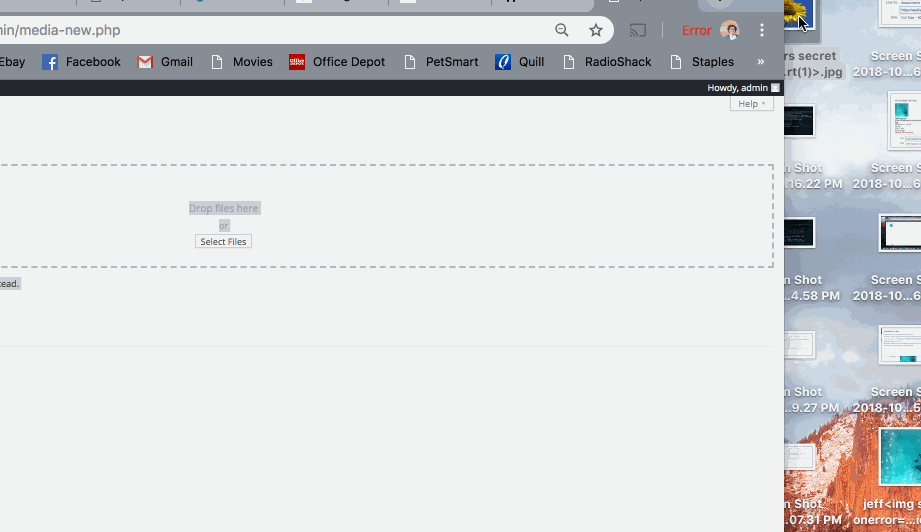 nin/media-new.php
Error
Ebay Facebook Gmail Movies Office Depot PetSmart Quill RadioShack Staples »
Howdy, admin
Help
Drop files here
or
Select Files
tead.
rs secret
.rt(1)>.jpg
Screen S
2018-10...6
n Shot
.16.22 PM
Screen S
2018-10...6
n Shot
..4.58 PM
Screen S
2018-10...9
n Shot
..9.27 PM
Screen S
2018-10...5
n Shot
.07.31 PM
jeff<img s
onerror=...